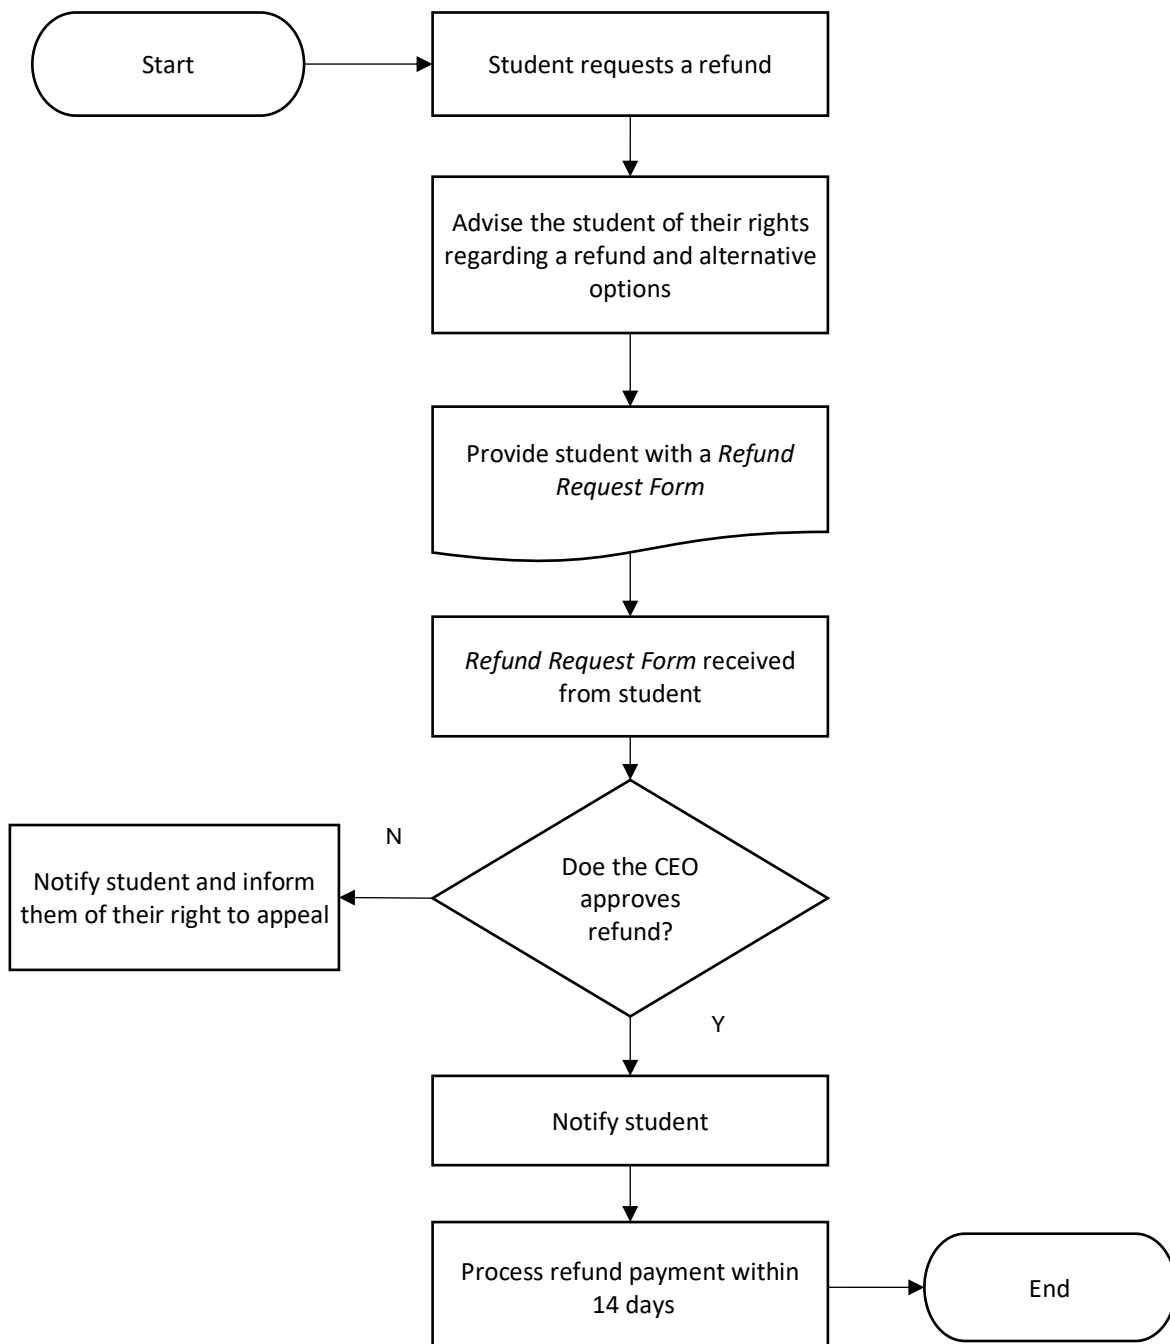 Start
Student requests a refund
Advise the student of their rights
regarding a refund and alternative
options
Provide student with a Refund
Request Form
Refund Request Form received
from student
N
Notify student and inform
them of their right to appeal
Doe the CEO
approves
refund?
Y
Notify student
Process refund payment within
14 days
End